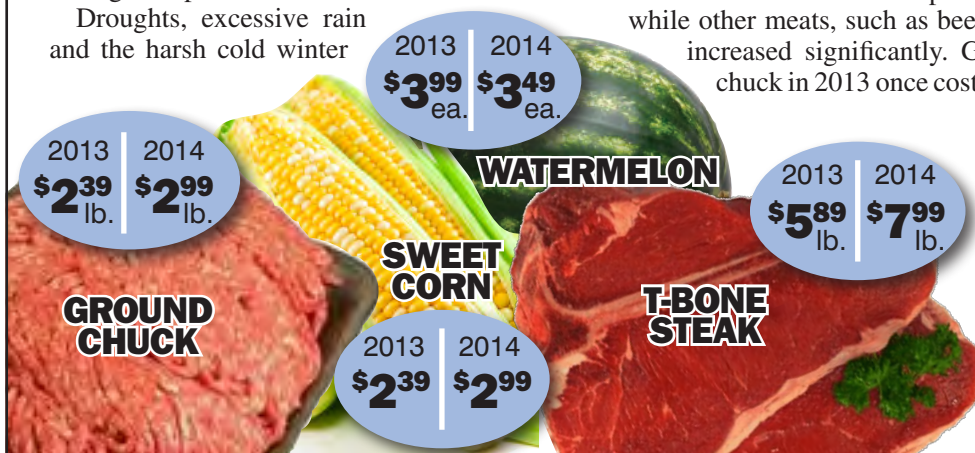 Droughts, excessive rain
and the harsh cold winter
while other meats, such as
increased significantly.
chuck in 2013 once cost
2013 2014
$3.99 ea. $3.49 ea.
WATERMELON
2013 2014
$2.39 lb. $2.99 lb.
GROUND
CHUCK
SWEET
CORN
2013 2014
$2.39 $2.99
2013 2014
$5.89 lb. $7.99 lb.
T-BONE
STEAK